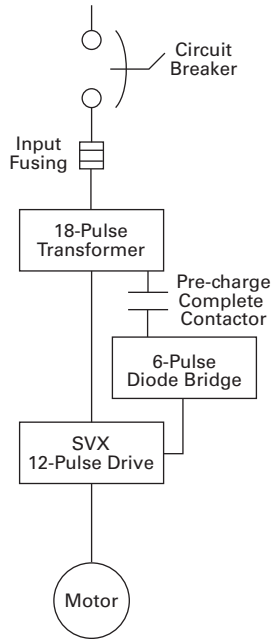 Circuit
Breaker
Input
Fusing
18-Pulse
Transformer
Pre-charge
Complete
Contactor
6-Pulse
Diode Bridge
SVX
12-Pulse Drive
Motor